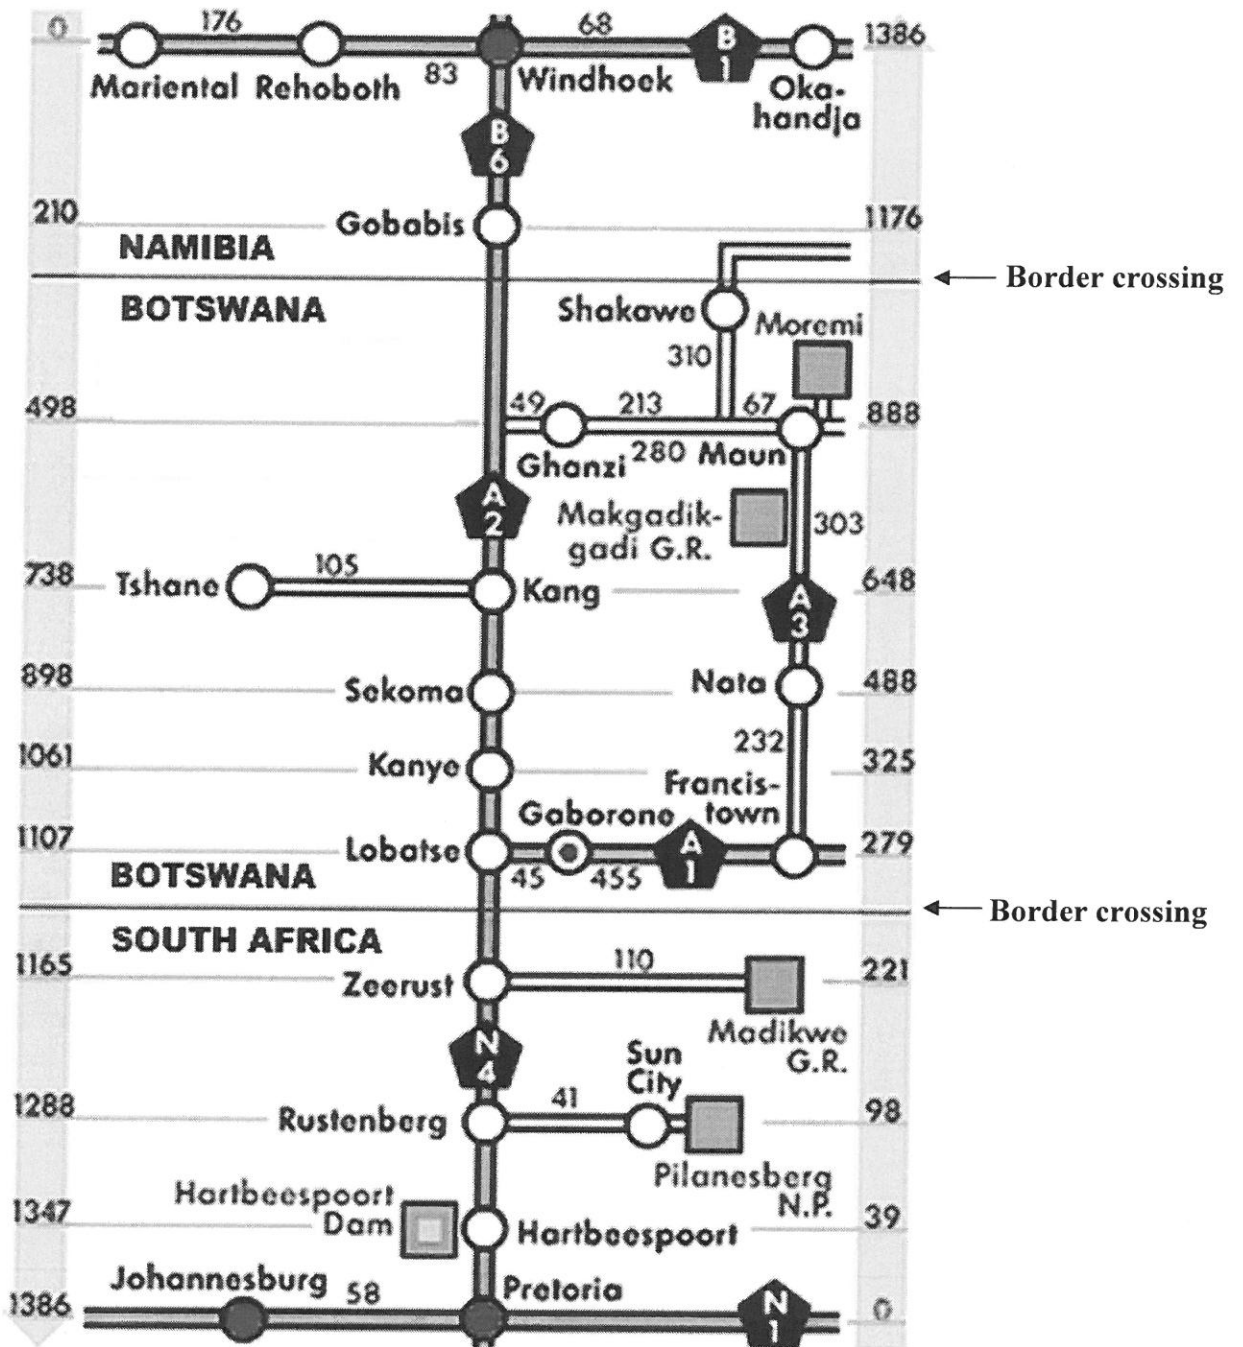 0
176
68
B
1
1386
Mariental
Rehoboth
83
Windhoek
Oka-
handja
B
6
210
Gobabis
1176
NAMIBIA
Border crossing
BOTSWANA
Shakawe
Moremi
310
498
49
213
67
888
Ghanzi
280
Maun
A
2
Makgadik-
gadi G.R.
303
738
Tshane
105
Kang
A
3
648
898
Sekoma
Nata
488
232
1061
Kanye
Francis-
town
325
Gaborone
1107
Lobatse
A
1
279
45
455
BOTSWANA
Border crossing
SOUTH AFRICA
1165
Zeerust
110
221
Madikwe
G.R.
N
4
Sun
City
1288
Rustenberg
41
98
Pilanesberg
N.P.
Hartbeespoort
Dam
1347
Hartbeespoort
39
Johannesburg
58
Pretoria
1386
N
1
0